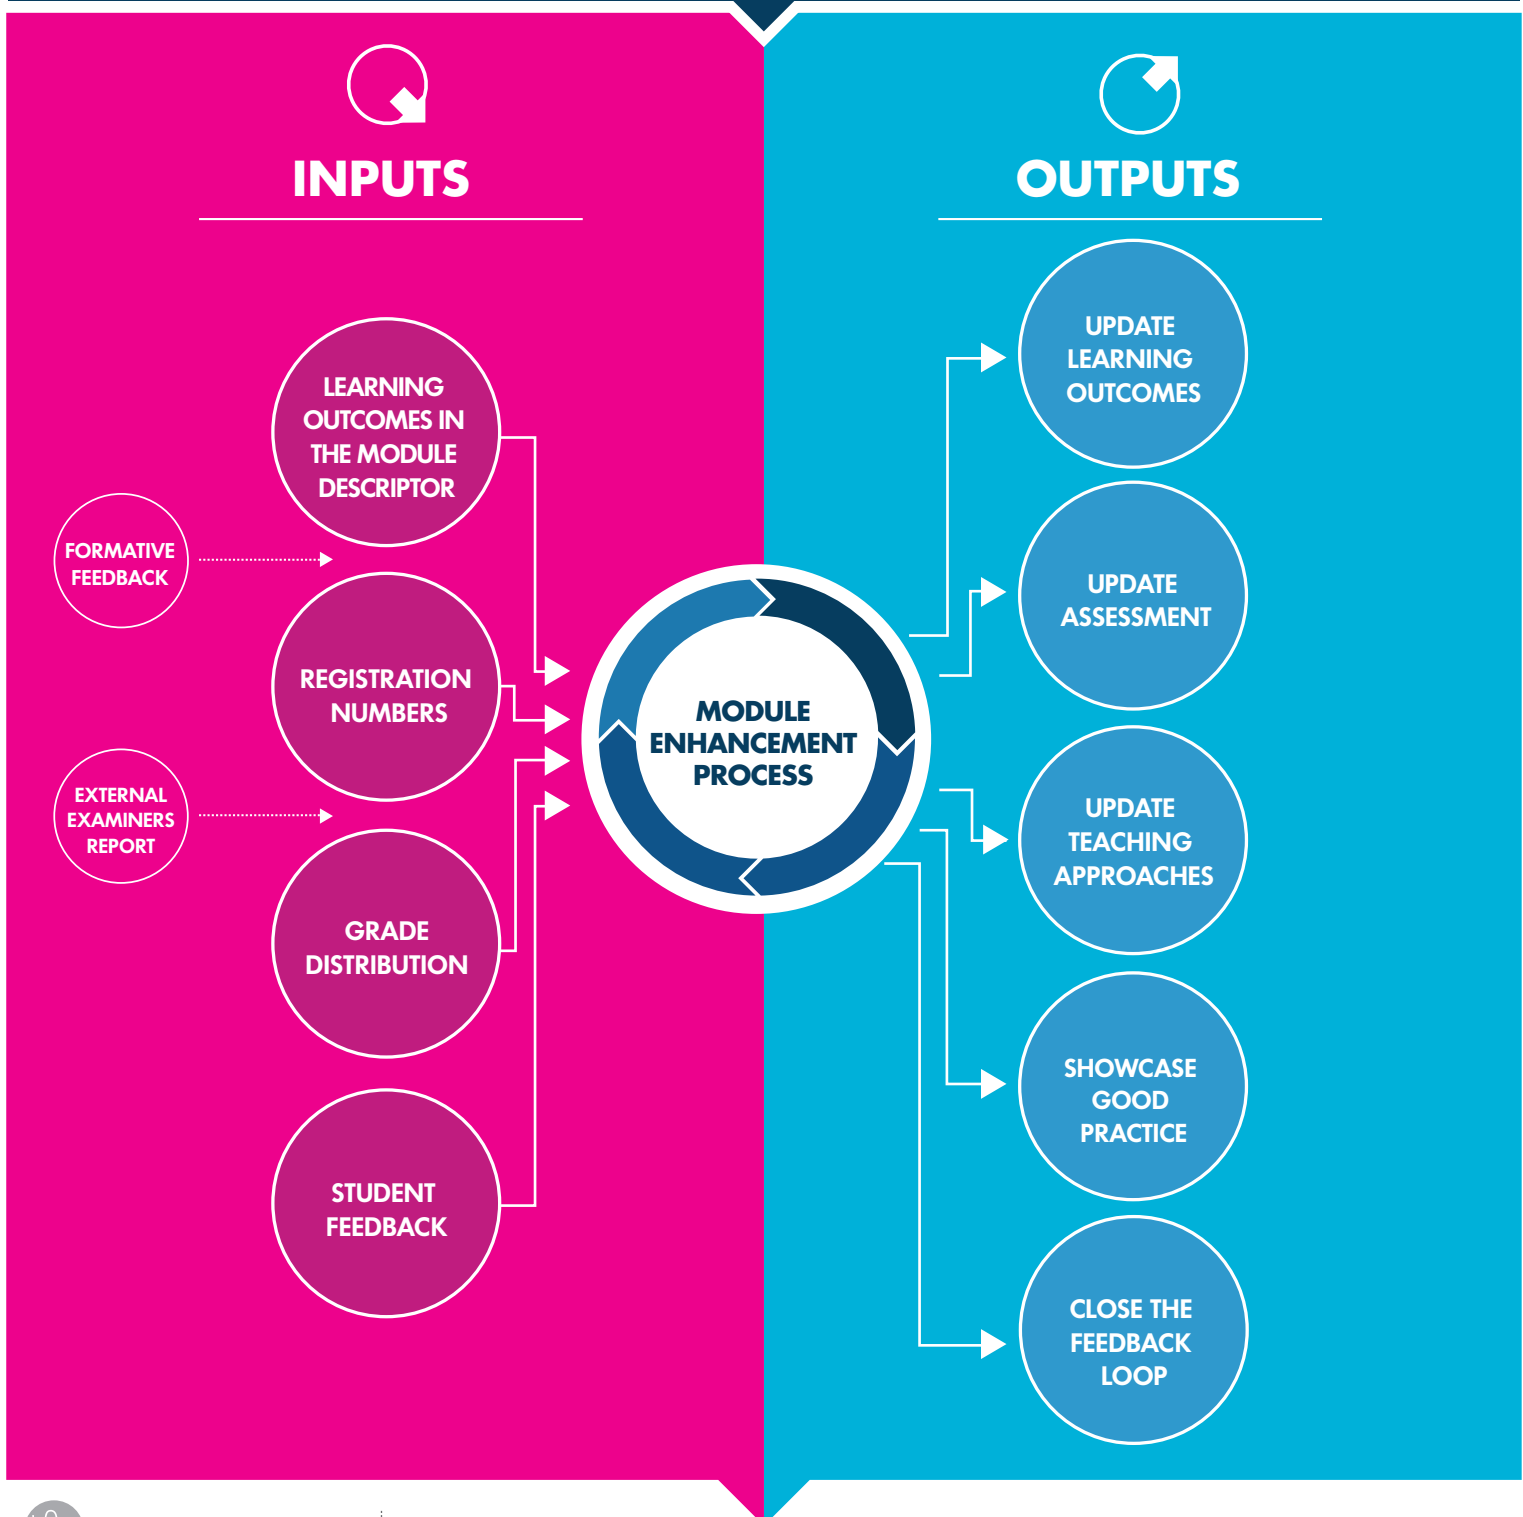 INPUTS
LEARNING
OUTCOMES IN
THE MODULE
DESCRIPTOR
FORMATIVE
FEEDBACK
REGISTRATION
NUMBERS
EXTERNAL
EXAMINERS
REPORT
GRADE
DISTRIBUTION
STUDENT
FEEDBACK
MODULE
ENHANCEMENT
PROCESS
OUTPUTS
UPDATE
LEARNING
OUTCOMES
UPDATE
ASSESSMENT
UPDATE
TEACHING
APPROACHES
SHOWCASE
GOOD
PRACTICE
CLOSE THE
FEEDBACK
LOOP